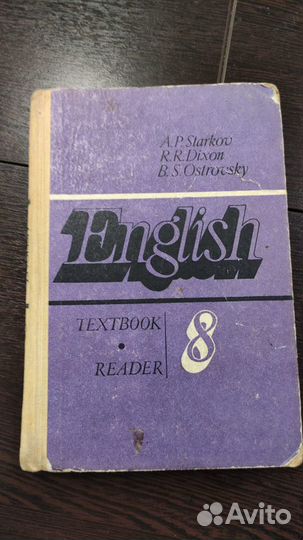 A.P. Starkov
R.R. Dixon
B.S. Ostrovsky
English
TEXTBOOK
•
READER
8
Avito